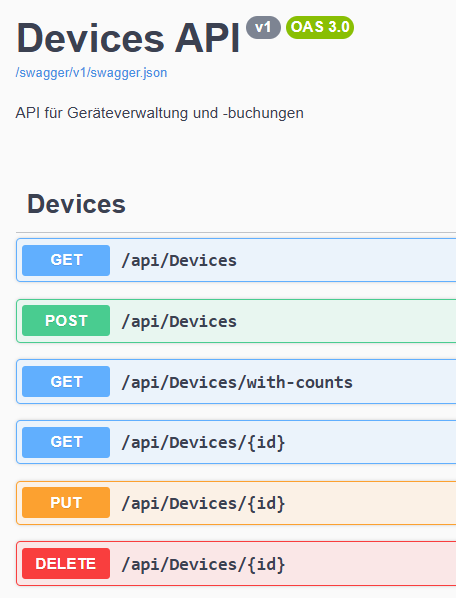 Devices API v1 OAS 3.0
/swagger/v1/swagger.json
API für Geräteverwaltung und -buchungen
Devices
GET /api/Devices
POST /api/Devices
GET /api/Devices/with-counts
GET /api/Devices/{id}
PUT /api/Devices/{id}
DELETE /api/Devices/{id}